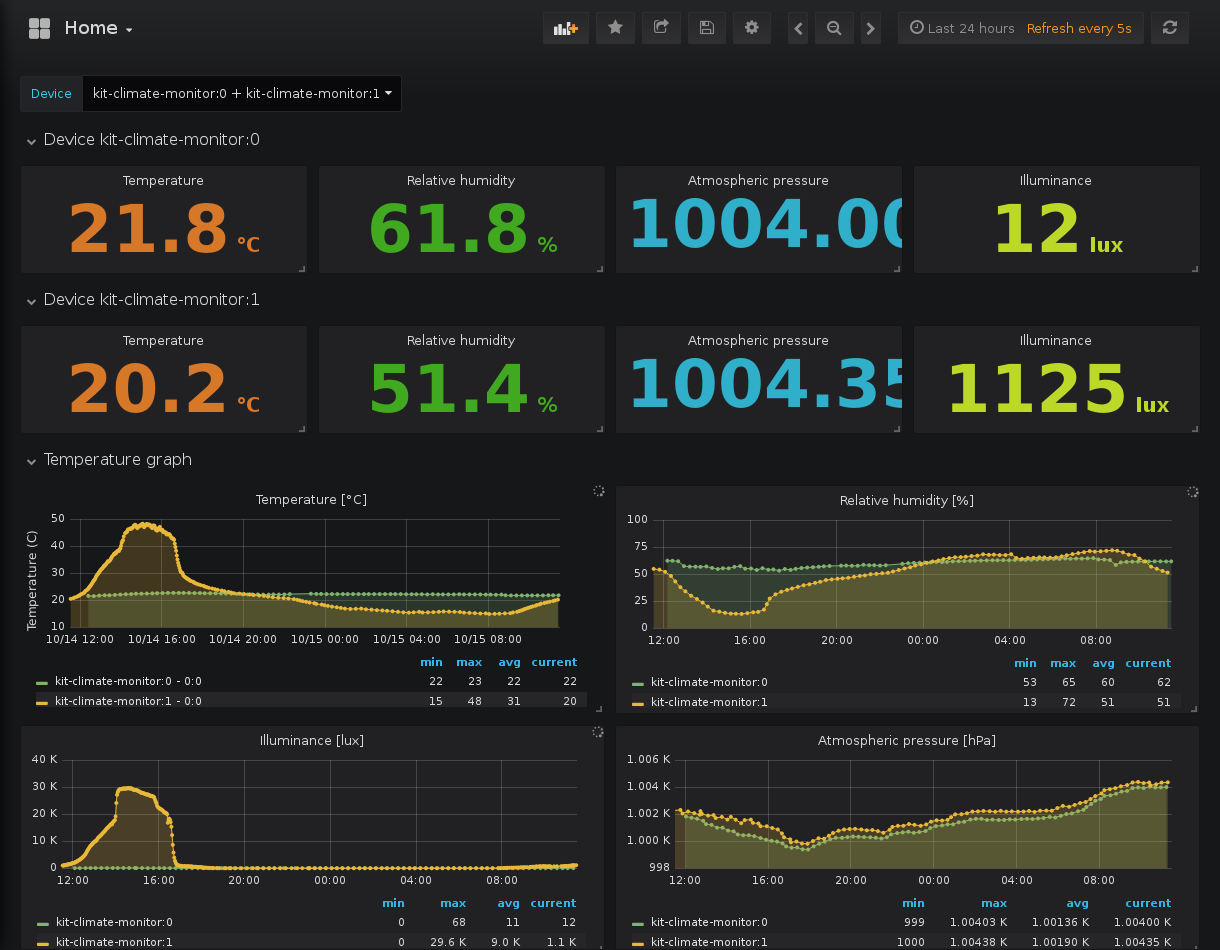 Home
Last 24 hours Refresh every 5s
Device kit-climate-monitor:0 + kit-climate-monitor:1
Device kit-climate-monitor:0
Temperature Relative humidity Atmospheric pressure Illuminance
21.8 °C 61.8 % 1004.00 12 lux
Device kit-climate-monitor:1
Temperature Relative humidity Atmospheric pressure Illuminance
20.2 °C 51.4 % 1004.35 1125 lux
Temperature graph
Temperature [°C]
Temperature (C)
50
40
30
20
10
10/14 12:00 10/14 16:00 10/14 20:00 10/15 00:00 10/15 04:00 10/15 08:00
min max avg current
kit-climate-monitor:0 - 0:0 22 23 22 22
kit-climate-monitor:1 - 0:0 15 48 31 20
Relative humidity [%]
100
75
50
25
0
12:00 16:00 20:00 00:00 04:00 08:00
min max avg current
kit-climate-monitor:0 53 65 60 62
kit-climate-monitor:1 13 72 51 51
Illuminance [lux]
40 K
30 K
20 K
10 K
0
12:00 16:00 20:00 00:00 04:00 08:00
min max avg current
kit-climate-monitor:0 0 68 11 12
kit-climate-monitor:1 0 29.6 K 9.0 K 1.1 K
Atmospheric pressure [hPa]
1.006 K
1.004 K
1.002 K
1.000 K
998
12:00 16:00 20:00 00:00 04:00 08:00
min max avg current
kit-climate-monitor:0 999 1.00403 K 1.00136 K 1.00400 K
kit-climate-monitor:1 1000 1.00438 K 1.00190 K 1.00435 K